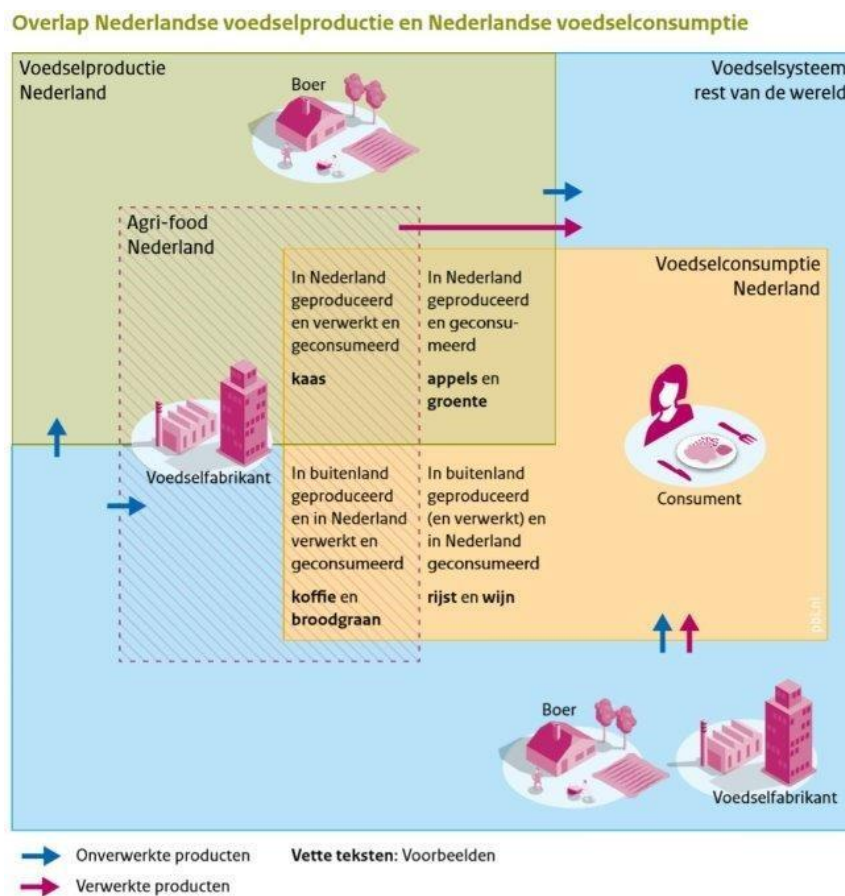 Overlap Nederlandse voedselproductie en Nederlandse voedselconsumptie
Voedselproductie
Nederland
Boer
Voedselsysteem
rest van de wereld
Agri-food
Nederland
Voedselconsumptie
Nederland
In Nederland
geproduceerd
en verwerkt en
geconsumeerd
kaas
In Nederland
geproduceerd
en geconsu-
meerd
appels en
groente
Voedselfabrikant
Consument
In buitenland
geproduceerd
en in Nederland
verwerkt en
geconsumeerd
koffie en
broodgraan
In buitenland
geproduceerd
(en verwerkt) en
in Nederland
geconsumeerd
rijst en wijn
pbl.nl
Boer
Voedselfabrikant
Onverwerkte producten
Vette teksten: Voorbeelden
Verwerkte producten